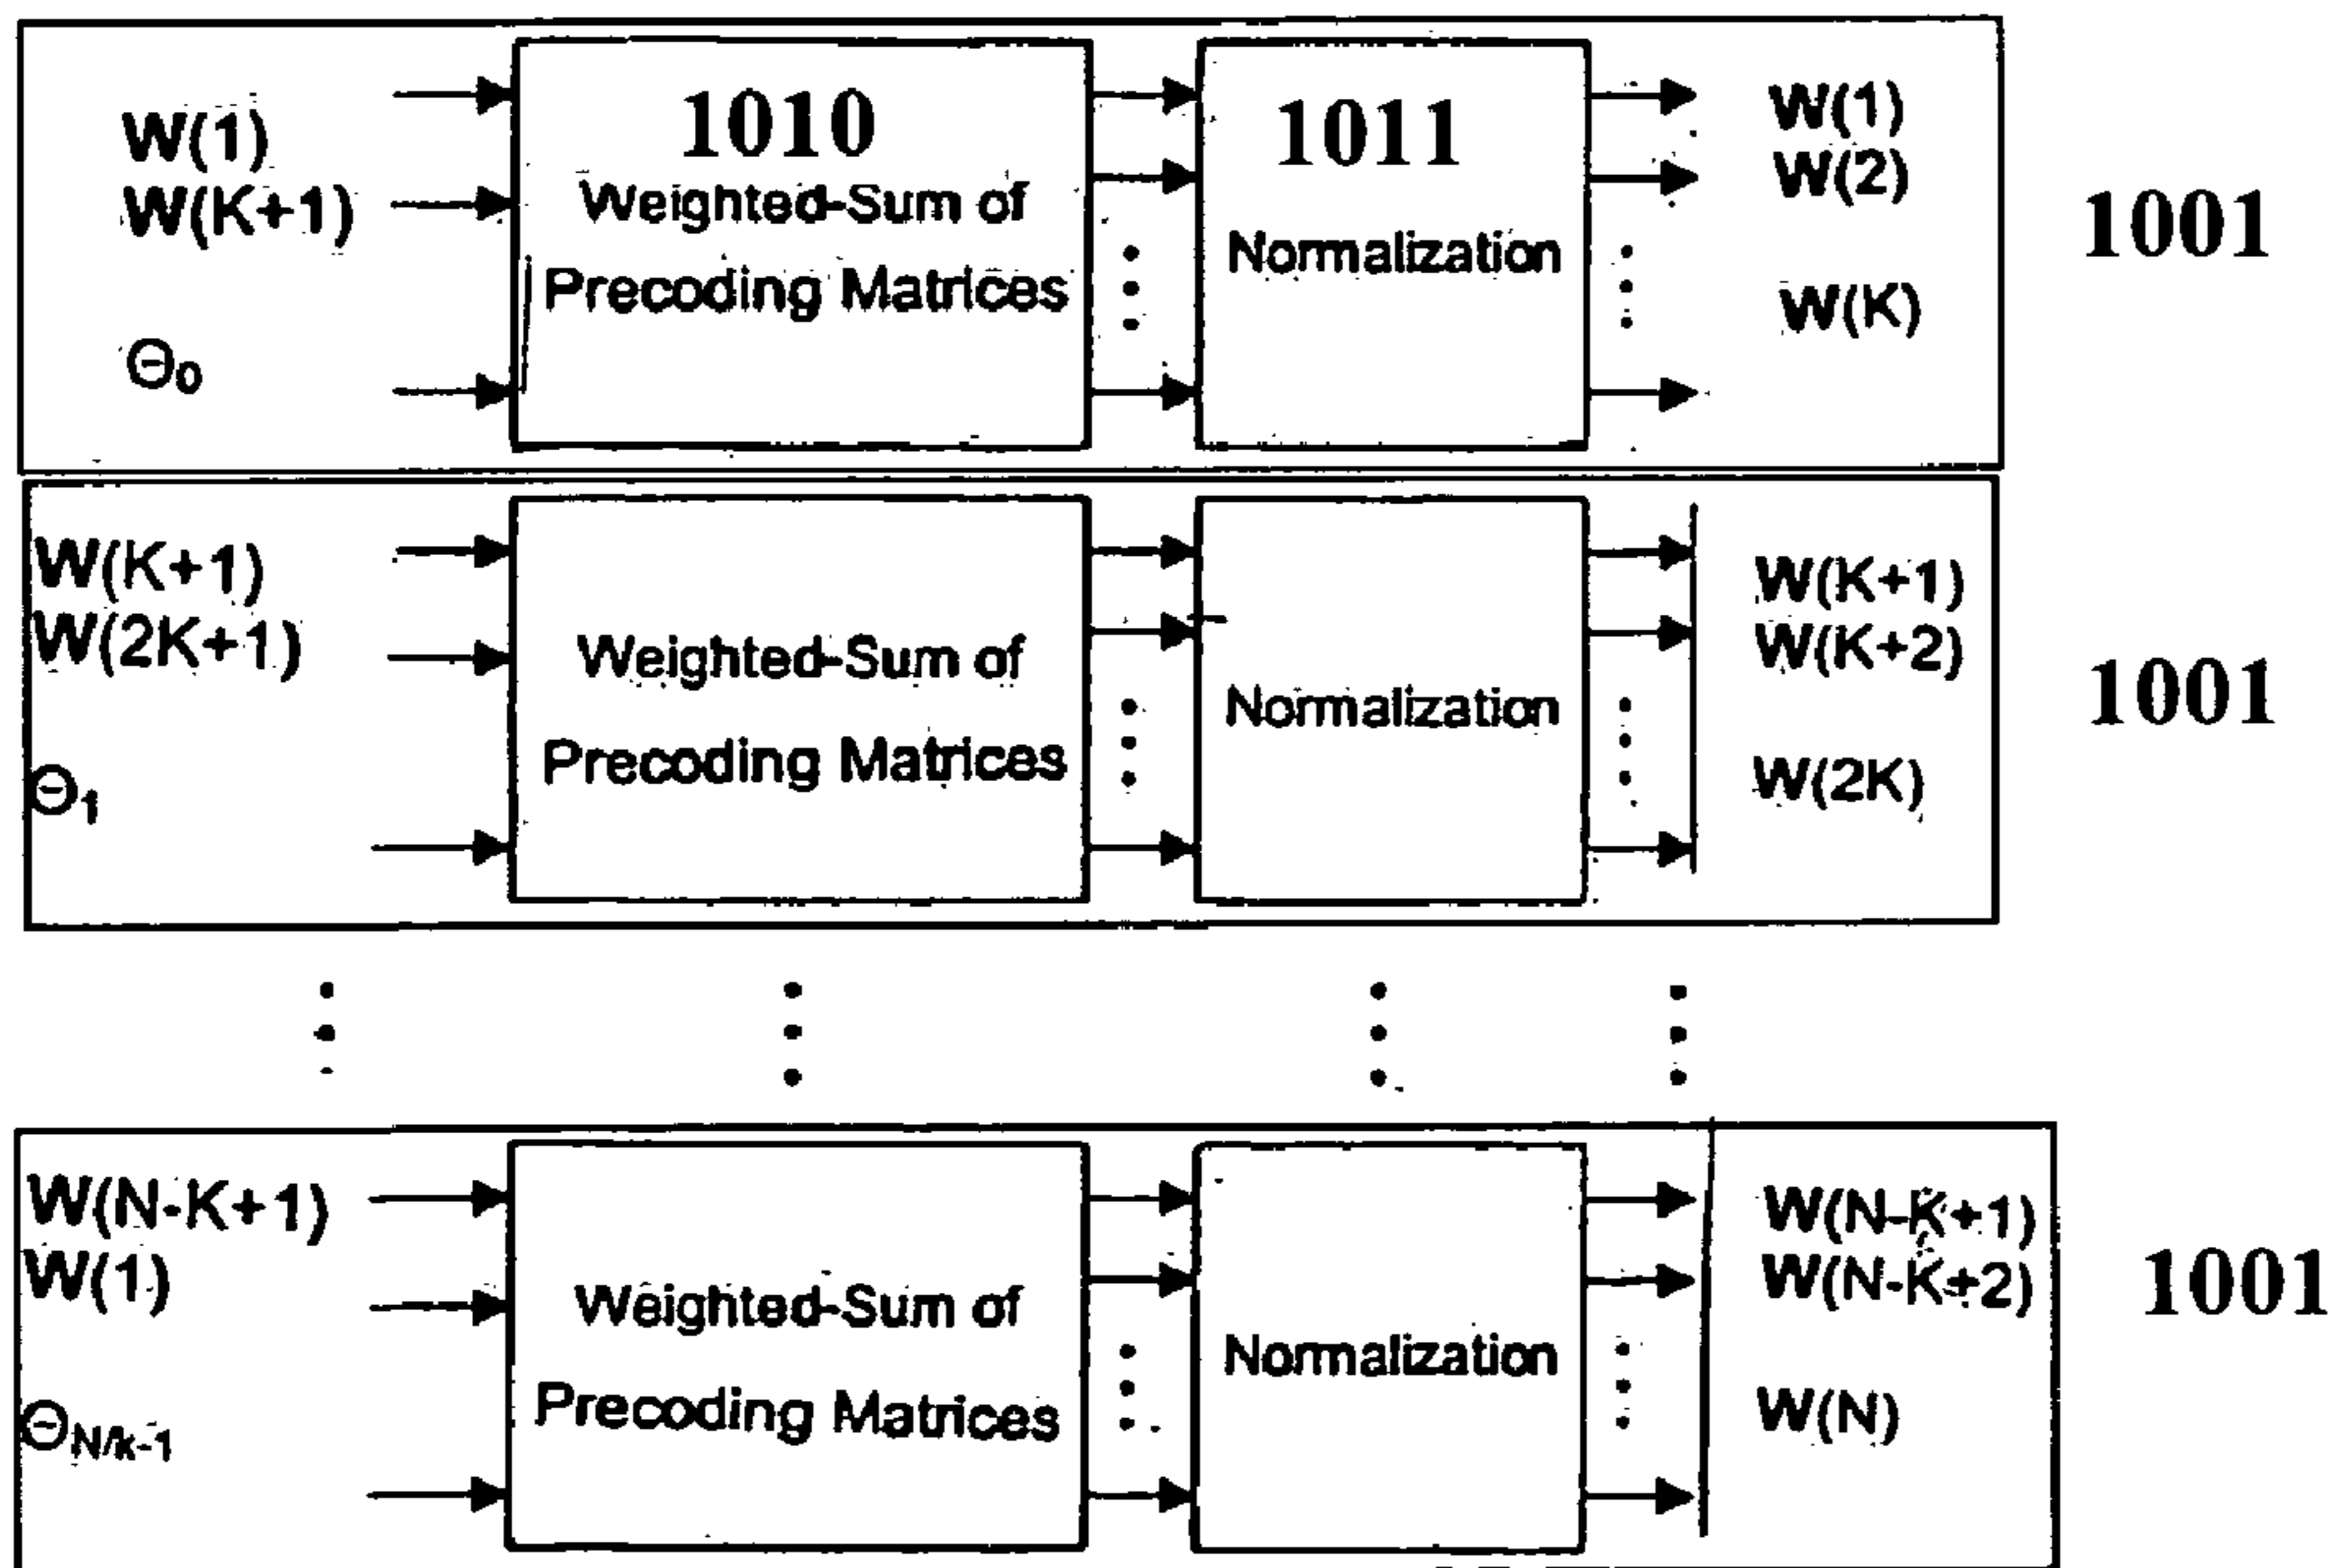 W(1)
W(K+1)
Θ₀
1010
Weighted-Sum of
Precoding Matrices
1011
Normalization
W(1)
W(2)
W(K)
1001
W(K+1)
W(2K+1)
Θ₁
Weighted-Sum of
Precoding Matrices
Normalization
W(K+1)
W(K+2)
W(2K)
1001
W(N-K+1)
W(1)
ΘN/k-1
Weighted-Sum of
Precoding Matrices
Normalization
W(N-K+1)
W(N-K+2)
W(N)
1001